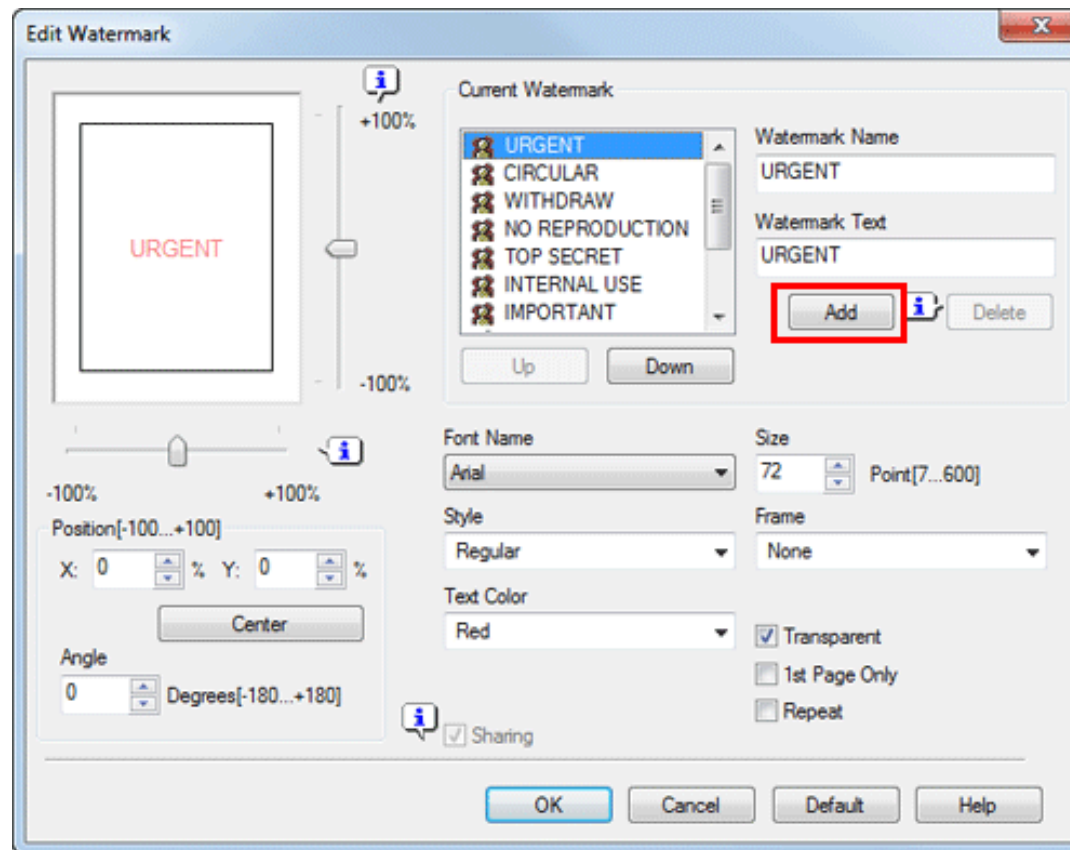 Edit Watermark
+100%
URGENT
-100%
-100%
+100%
Position[-100...+100]
X: 0 % Y: 0 %
Center
Angle
0 Degrees[-180...+180]
Current Watermark
URGENT
CIRCULAR
WITHDRAW
NO REPRODUCTION
TOP SECRET
INTERNAL USE
IMPORTANT
Up Down
Watermark Name
URGENT
Watermark Text
URGENT
Add Delete
Font Name
Arial
Size
72 Point[7...600]
Style
Regular
Frame
None
Text Color
Red
Transparent
1st Page Only
Repeat
Sharing
OK Cancel Default Help